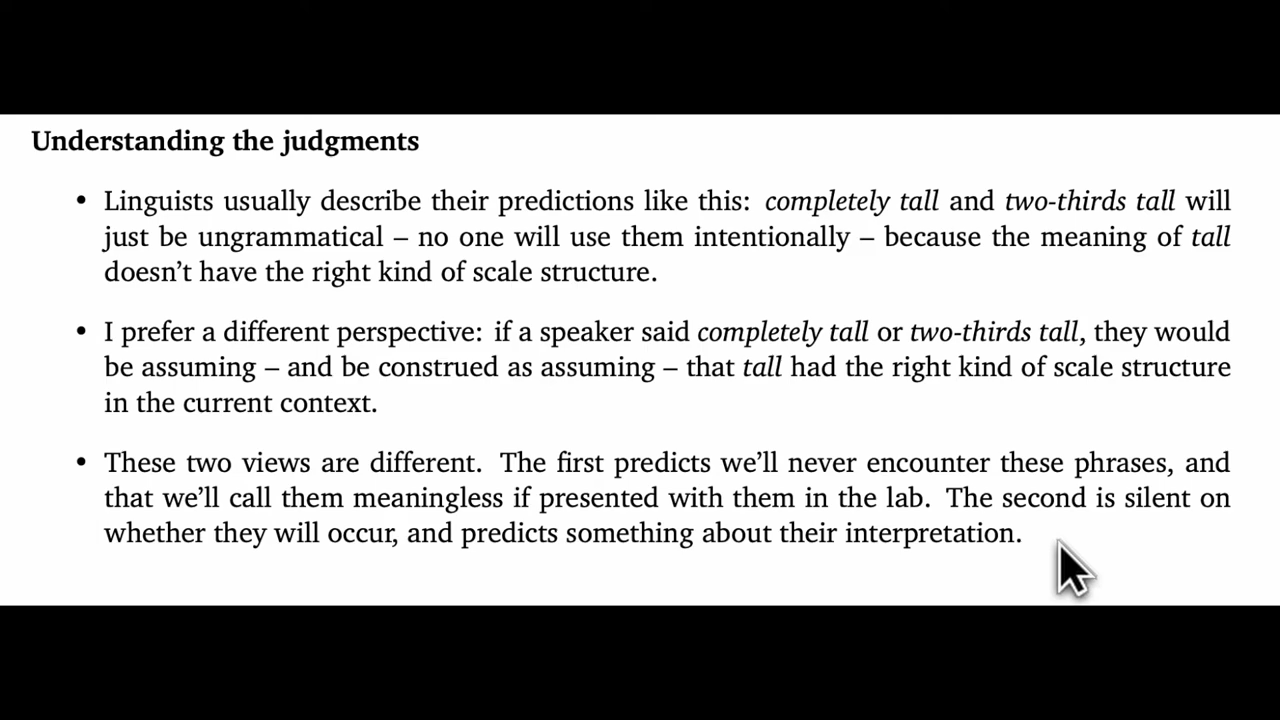 Understanding the judgments
• Linguists usually describe their predictions like this: completely tall and two-thirds tall will
just be ungrammatical – no one will use them intentionally – because the meaning of tall
doesn’t have the right kind of scale structure.
• I prefer a different perspective: if a speaker said completely tall or two-thirds tall, they would
be assuming – and be construed as assuming – that tall had the right kind of scale structure
in the current context.
• These two views are different. The first predicts we’ll never encounter these phrases, and
that we’ll call them meaningless if presented with them in the lab. The second is silent on
whether they will occur, and predicts something about their interpretation.